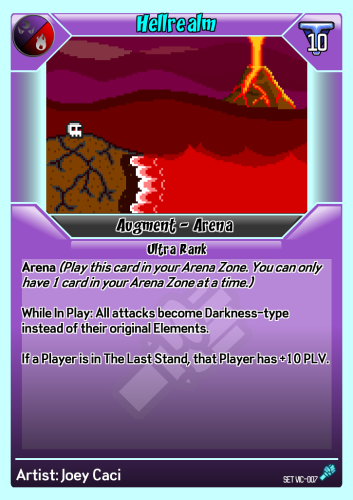 Hellrealm
10
Augment - Arena
Ultra Rank
Arena (Play this card in your Arena Zone. You can only
have 1 card in your Arena Zone at a time.)
While In Play: All attacks become Darkness-type
instead of their original Elements.
If a Player is in The Last Stand, that Player has +10 PLV.
Artist: Joey Caci
SET VIC-007